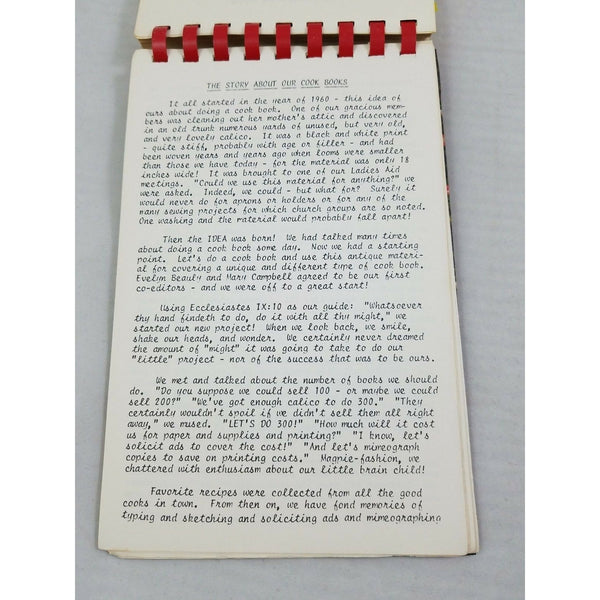 THE STORY ABOUT OUR COOK BOOKS
It all started in the year of 1960 - this idea of
ours about doing a cook book. One of our gracious mem-
bers was cleaning out her mother's attic and discovered
in an old trunk numerous yards of unused, but very old,
and very lovely calico. It was a black and white print
- quite stiff, probably with age or filler - and had
been woven years and years ago when looms were smaller
than those we have today - for the material was only 18
inches wide! It was brought to one of our Ladies Aid
meetings. "Could we use this material for anything?" we
were asked. Indeed, we could - but what for? Surely it
would never do for aprons or holders or for any of the
many sewing projects for which church groups are so noted.
One washing and the material would probably fall apart!
Then the IDEA was born! We had talked many times
about doing a cook book some day. Now we had a starting
point. Let's do a cook book and use this antique materi-
al for covering a unique and different type of cook book.
Evelyn Beauly and Mary Campbell agreed to be our first
co-editors - and we were off to a great start!
Using Ecclesiastes IX:10 as our guide: "Whatsoever
thy hand findeth to do, do it with all thy might," we
started our new project! When we look back, we smile,
shake our heads, and wonder. We certainly never dreamed
the amount of "might" it was going to take to do our
"little" project - nor of the success that was to be ours.
We met and talked about the number of books we should
do. "Do you suppose we could sell 100 - or maybe we could
sell 200?" "We've got enough calico to do 300." "They
certainly wouldn't spoil if we didn't sell them all right
away," we mused. "LET'S DO 300!" "How much will it cost
us for paper and supplies and printing?" "I know, let's
solicit ads to cover the cost!" "And let's mimeograph
copies to save on printing costs." Magpie-fashion, we
chattered with enthusiasm about our little brain child!
Favorite recipes were collected from all the good
cooks in town. From then on, we have fond memories of
typing and sketching and soliciting ads and mimeographing